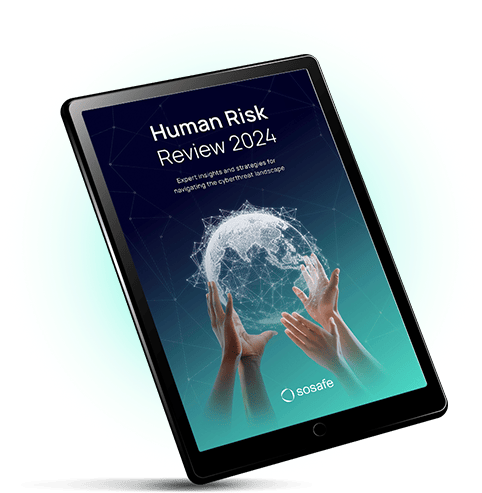 Human Risk
Review 2024
Expert insights and strategies for
navigating the cyberthreat landscape
sosafe